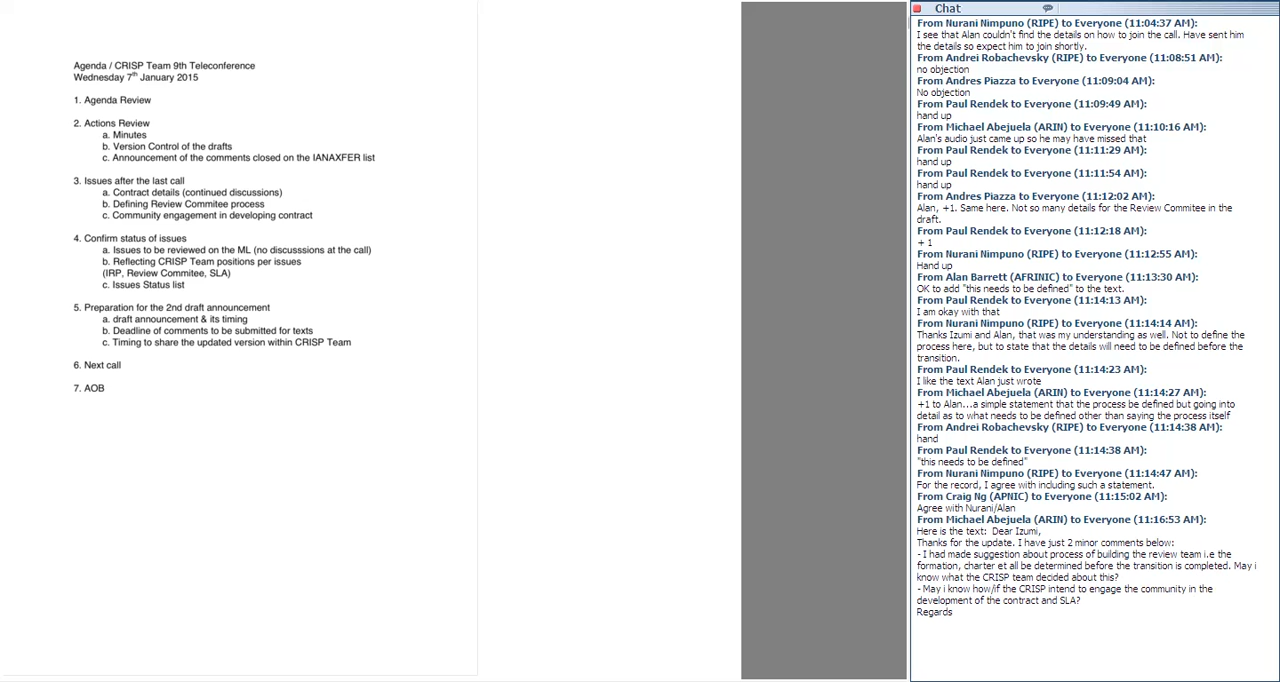 Agenda / CRISP Team 9th Teleconference
Wednesday 7th January 2015
1. Agenda Review
2. Actions Review
a. Minutes
b. Version Control of the drafts
c. Announcement of the comments closed on the IANAXFER list
3. Issues after the last call
a. Contract details (continued discussions)
b. Defining Review Commitee process
c. Community engagement in developing contract
4. Confirm status of issues
a. Issues to be reviewed on the ML (no discusssions at the call)
b. Reflecting CRISP Team positions per issues
(IRP, Review Commitee, SLA)
c. Issues Status list
5. Preparation for the 2nd draft announcement
a. draft announcement & its timing
b. Deadline of comments to be submitted for texts
c. Timing to share the updated version within CRISP Team
6. Next call
7. AOB
Chat
From Nurani Nimpuno (RIPE) to Everyone (11:04:37 AM):
I see that Alan couldn't find the details on how to join the call. Have sent him
the details so expect him to join shortly.
From Andrei Robachevsky (RIPE) to Everyone (11:08:51 AM):
no objection
From Andres Piazza to Everyone (11:09:04 AM):
No objection
From Paul Rendek to Everyone (11:09:49 AM):
hand up
From Michael Abejuela (ARIN) to Everyone (11:10:16 AM):
Alan's audio just came up so he may have missed that
From Paul Rendek to Everyone (11:11:29 AM):
hand up
From Paul Rendek to Everyone (11:11:54 AM):
hand up
From Andres Piazza to Everyone (11:12:02 AM):
Alan, +1. Same here. Not so many details for the Review Commitee in the
draft.
From Paul Rendek to Everyone (11:12:18 AM):
+ 1
From Nurani Nimpuno (RIPE) to Everyone (11:12:55 AM):
Hand up
From Alan Barrett (AFRINIC) to Everyone (11:13:30 AM):
OK to add "this needs to be defined" to the text.
From Paul Rendek to Everyone (11:14:13 AM):
I am okay with that
From Nurani Nimpuno (RIPE) to Everyone (11:14:14 AM):
Thanks Izumi and Alan, that was my understanding as well. Not to define the
process here, but to state that the details will need to be defined before the
transition.
From Paul Rendek to Everyone (11:14:23 AM):
I like the text Alan just wrote
From Michael Abejuela (ARIN) to Everyone (11:14:27 AM):
+1 to Alan...a simple statement that the process be defined but going into
detail as to what needs to be defined other than saying the process itself
From Andrei Robachevsky (RIPE) to Everyone (11:14:38 AM):
hand
From Paul Rendek to Everyone (11:14:38 AM):
"this needs to be defined"
From Nurani Nimpuno (RIPE) to Everyone (11:14:47 AM):
For the record, I agree with including such a statement.
From Craig Ng (APNIC) to Everyone (11:15:02 AM):
Agree with Nurani/Alan
From Michael Abejuela (ARIN) to Everyone (11:16:53 AM):
Here is the text:  Dear Izumi,
Thanks for the update. I have just 2 minor comments below:
- I had made suggestion about process of building the review team i.e the
formation, charter et all be determined before the transition is completed. May i
know what the CRISP team decided about this?
- May i know how/if the CRISP intend to engage the community in the
development of the contract and SLA?
Regards